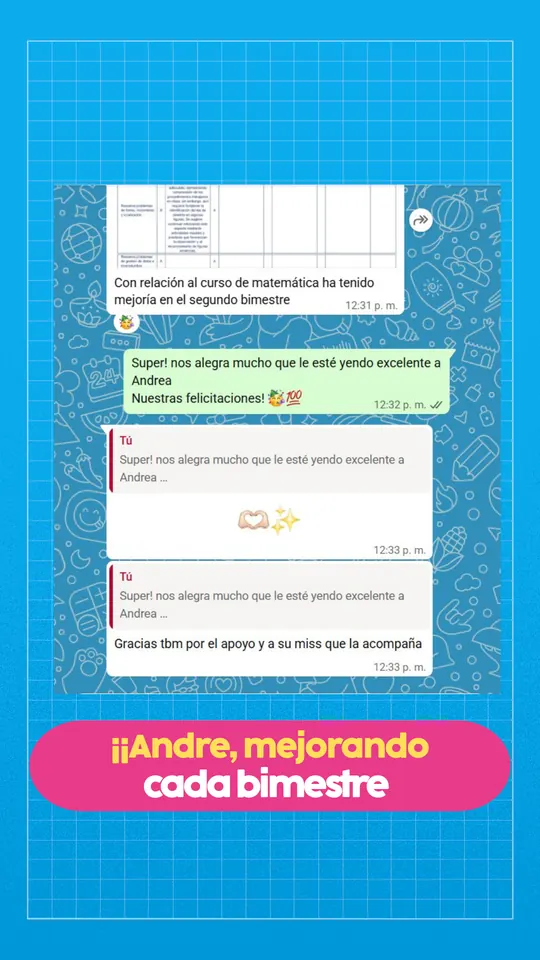 Con relación al curso de matemática ha tenido
mejoría en el segundo bimestre
12:31 p. m.
Super! nos alegra mucho que le esté yendo excelente a
Andrea
Nuestras felicitaciones! 🥳💯
12:32 p. m.
Tú
Super! nos alegra mucho que le esté yendo excelente a
Andrea ...
🫶🏻✨
12:33 p. m.
Tú
Super! nos alegra mucho que le esté yendo excelente a
Andrea ...
Gracias tbm por el apoyo y a su miss que la acompaña
12:33 p. m.
¡¡Andre, mejorando
cada bimestre